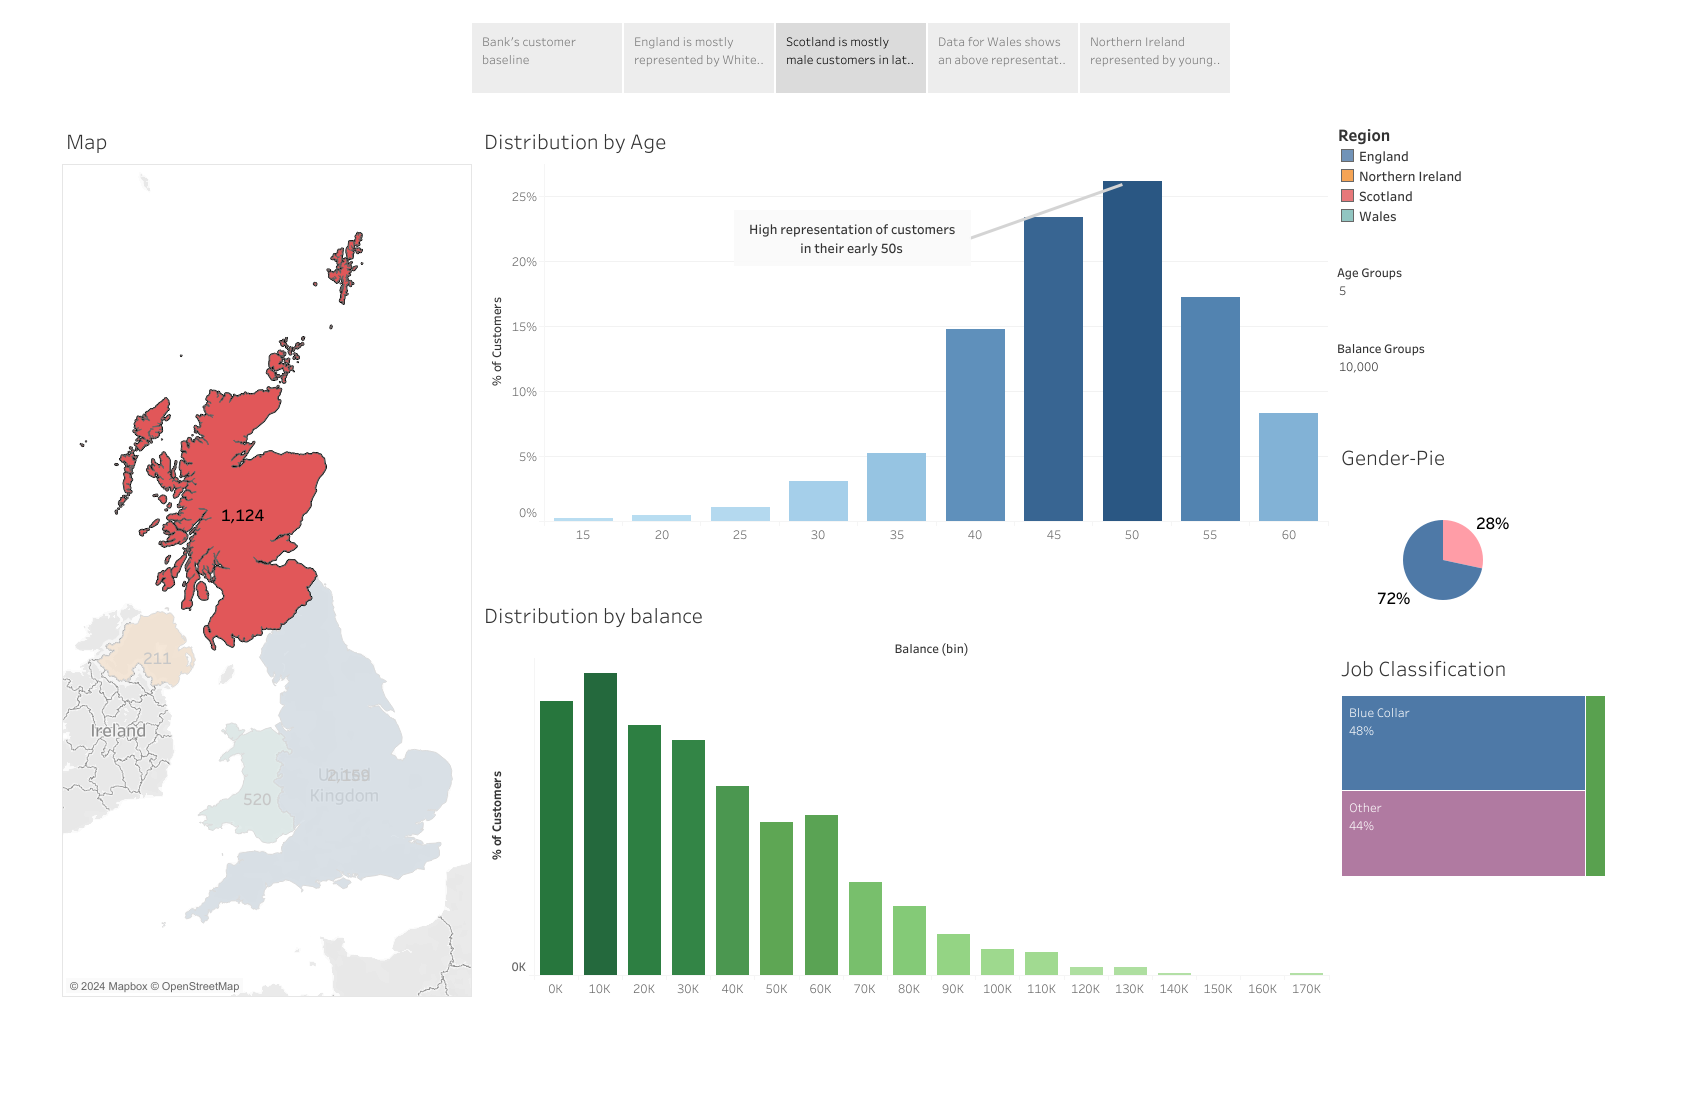 Bank's customer
baseline
England is mostly
represented by White..
Scotland is mostly
male customers in lat..
Data for Wales shows
an above representat..
Northern Ireland
represented by young..
Map
1,124
211
Ireland
United
2,159
Kingdom
520
© 2024 Mapbox © OpenStreetMap
Distribution by Age
% of Customers
25%
20%
15%
10%
5%
0%
High representation of customers
in their early 50s
15 20 25 30 35 40 45 50 55 60
Distribution by balance
Balance (bin)
% of Customers
0K
0K 10K 20K 30K 40K 50K 60K 70K 80K 90K 100K 110K 120K 130K 140K 150K 160K 170K
Region
England
Northern Ireland
Scotland
Wales
Age Groups
5
Balance Groups
10,000
Gender-Pie
28%
72%
Job Classification
Blue Collar
48%
Other
44%